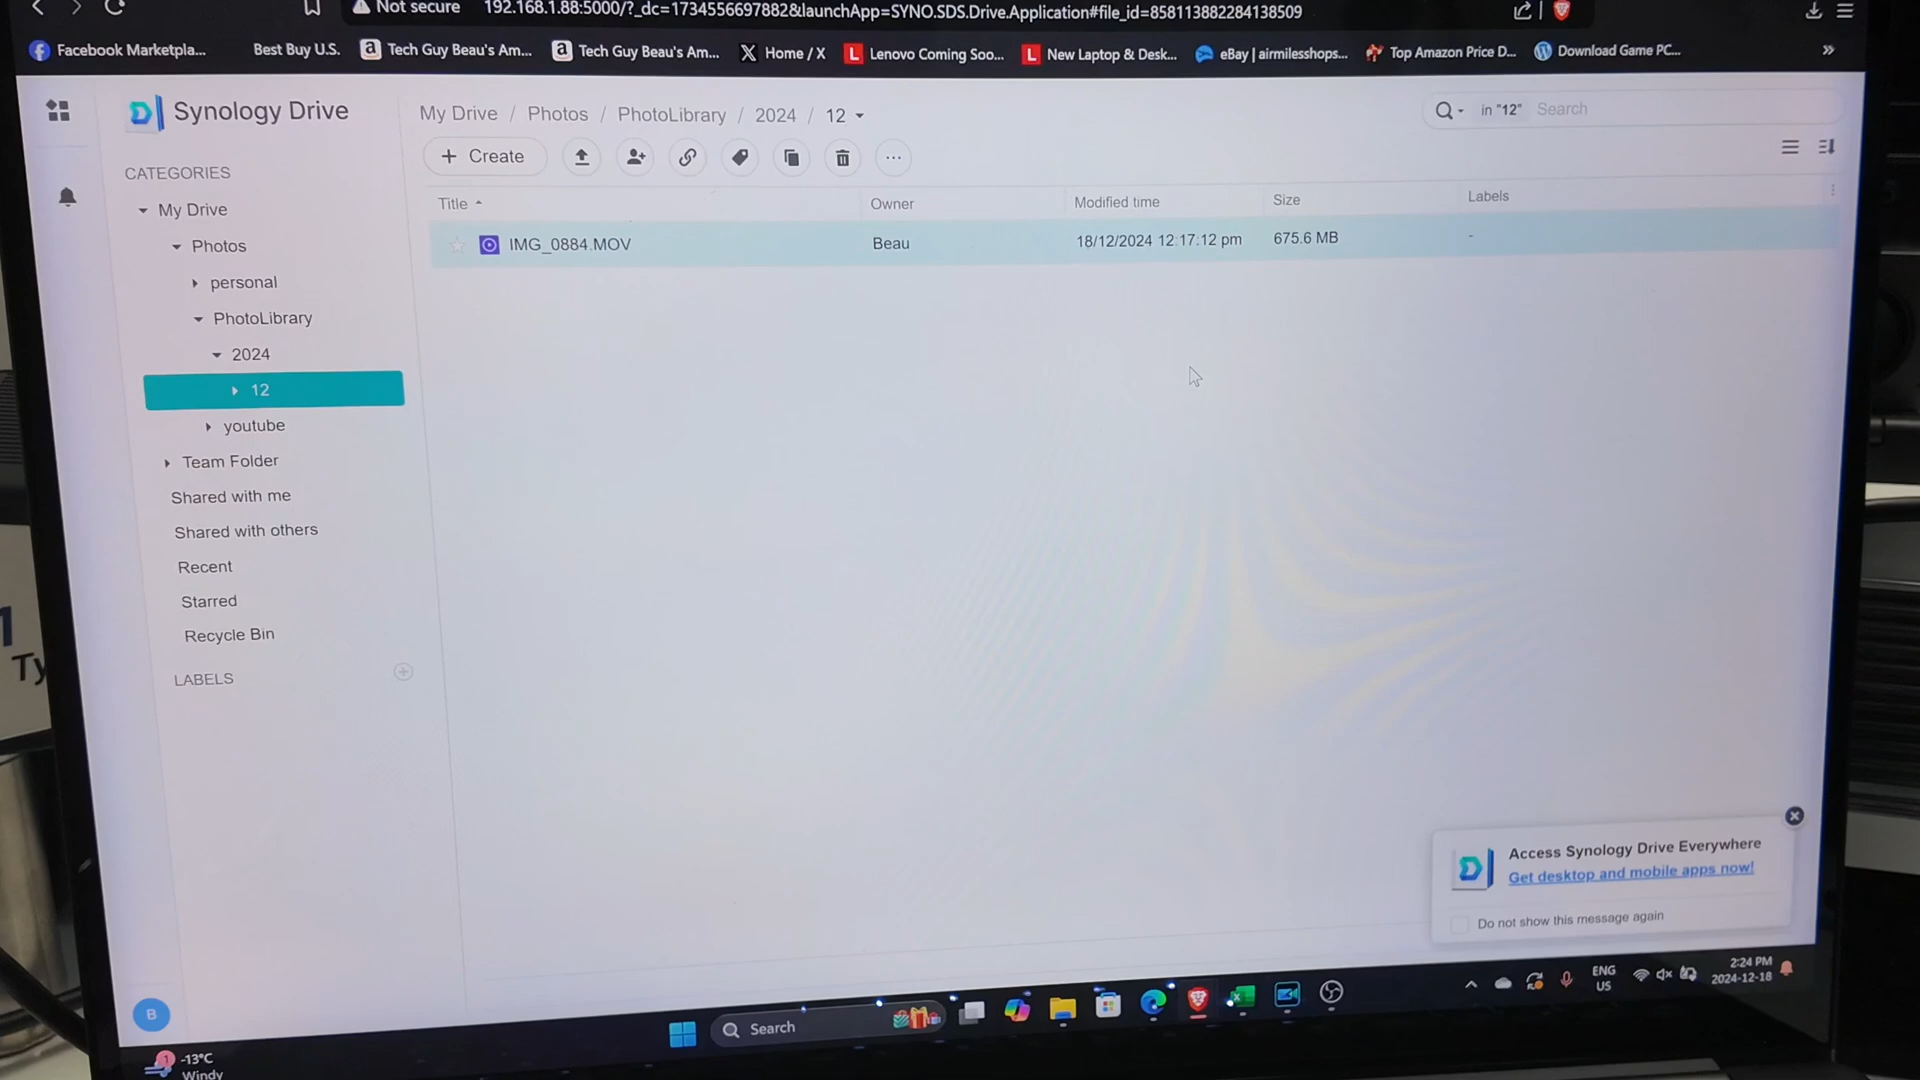 Not secure 192.168.1.88:5000/?_dc=1734556697882&launchApp=SYNO.SDS.Drive.Application#file_id=858113882284138509
Facebook Marketpla... Best Buy U.S. Tech Guy Beau's Am... Tech Guy Beau's Am... Home / X Lenovo Coming Soo... New Laptop & Desk... eBay | airmilesshops... Top Amazon Price D... Download Game PC... »
Synology Drive
My Drive / Photos / PhotoLibrary / 2024 / 12
in "12" Search
+ Create
CATEGORIES
My Drive
Photos
personal
PhotoLibrary
2024
12
youtube
Team Folder
Shared with me
Shared with others
Recent
Starred
Recycle Bin
LABELS
Title Owner Modified time Size Labels
IMG_0884.MOV Beau 18/12/2024 12:17:12 pm 675.6 MB -
Access Synology Drive Everywhere
Get desktop and mobile apps now!
Do not show this message again
B
1
-13°C
Windy
Search
ENG
US
2:24 PM
2024-12-18
Ty